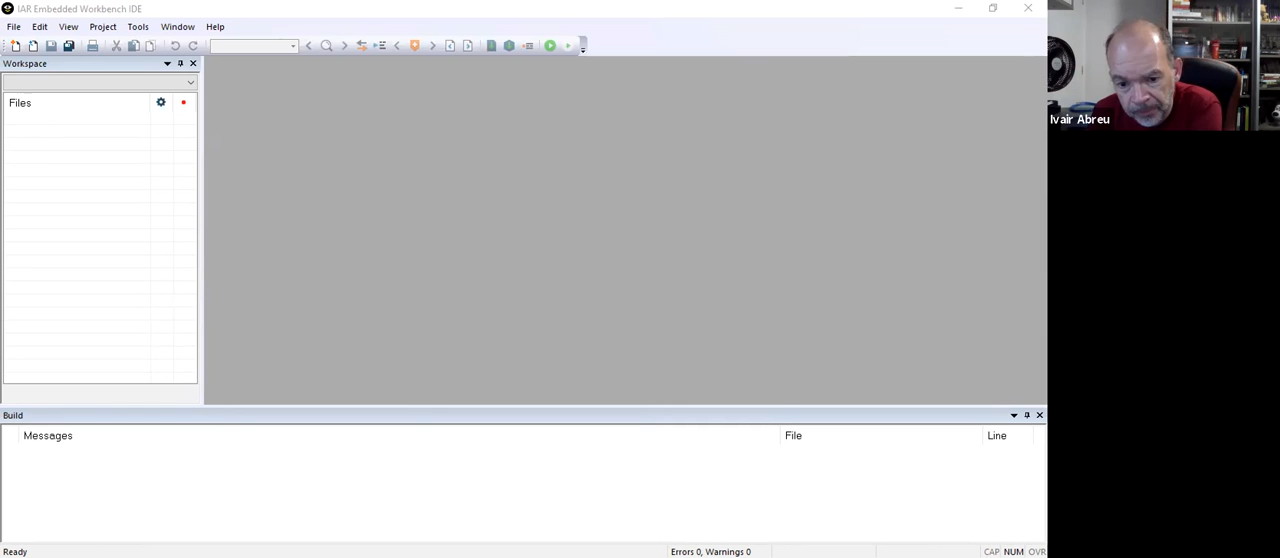 IAR Embedded Workbench IDE
File Edit View Project Tools Window Help
Workspace
Files
Ivair Abreu
Build
Messages File Line
Ready Errors 0, Warnings 0 CAP NUM OVR